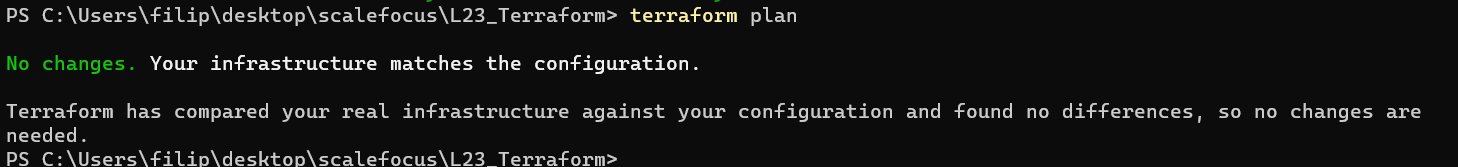 PS C:\Users\filip\desktop\scalefocus\L23_Terraform> terraform plan
No changes. Your infrastructure matches the configuration.
Terraform has compared your real infrastructure against your configuration and found no differences, so no changes are
needed.
PS C:\Users\filip\desktop\scalefocus\L23_Terraform>